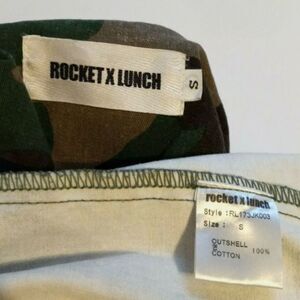 ROCKET X LUNCH
S
rocket x lunch
Style : RL173JK003
Size : S
OUTSHELL
COTTON 100%